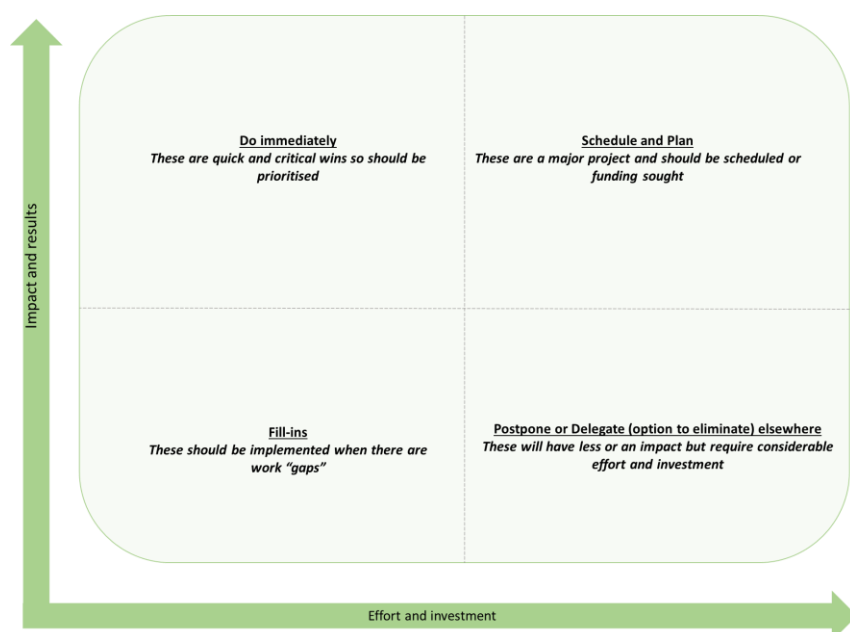 Do immediately
These are quick and critical wins so should be
prioritised
Schedule and Plan
These are a major project and should be scheduled or
funding sought
Impact and results
Fill-ins
These should be implemented when there are
work “gaps”
Postpone or Delegate (option to eliminate) elsewhere
These will have less or an impact but require considerable
effort and investment
Effort and investment